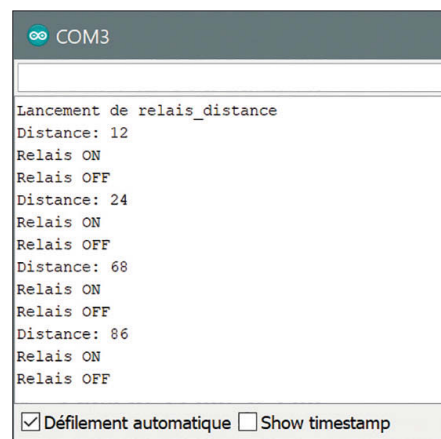 COM3
Lancement de relais_distance
Distance: 12
Relais ON
Relais OFF
Distance: 24
Relais ON
Relais OFF
Distance: 68
Relais ON
Relais OFF
Distance: 86
Relais ON
Relais OFF
Défilement automatique Show timestamp